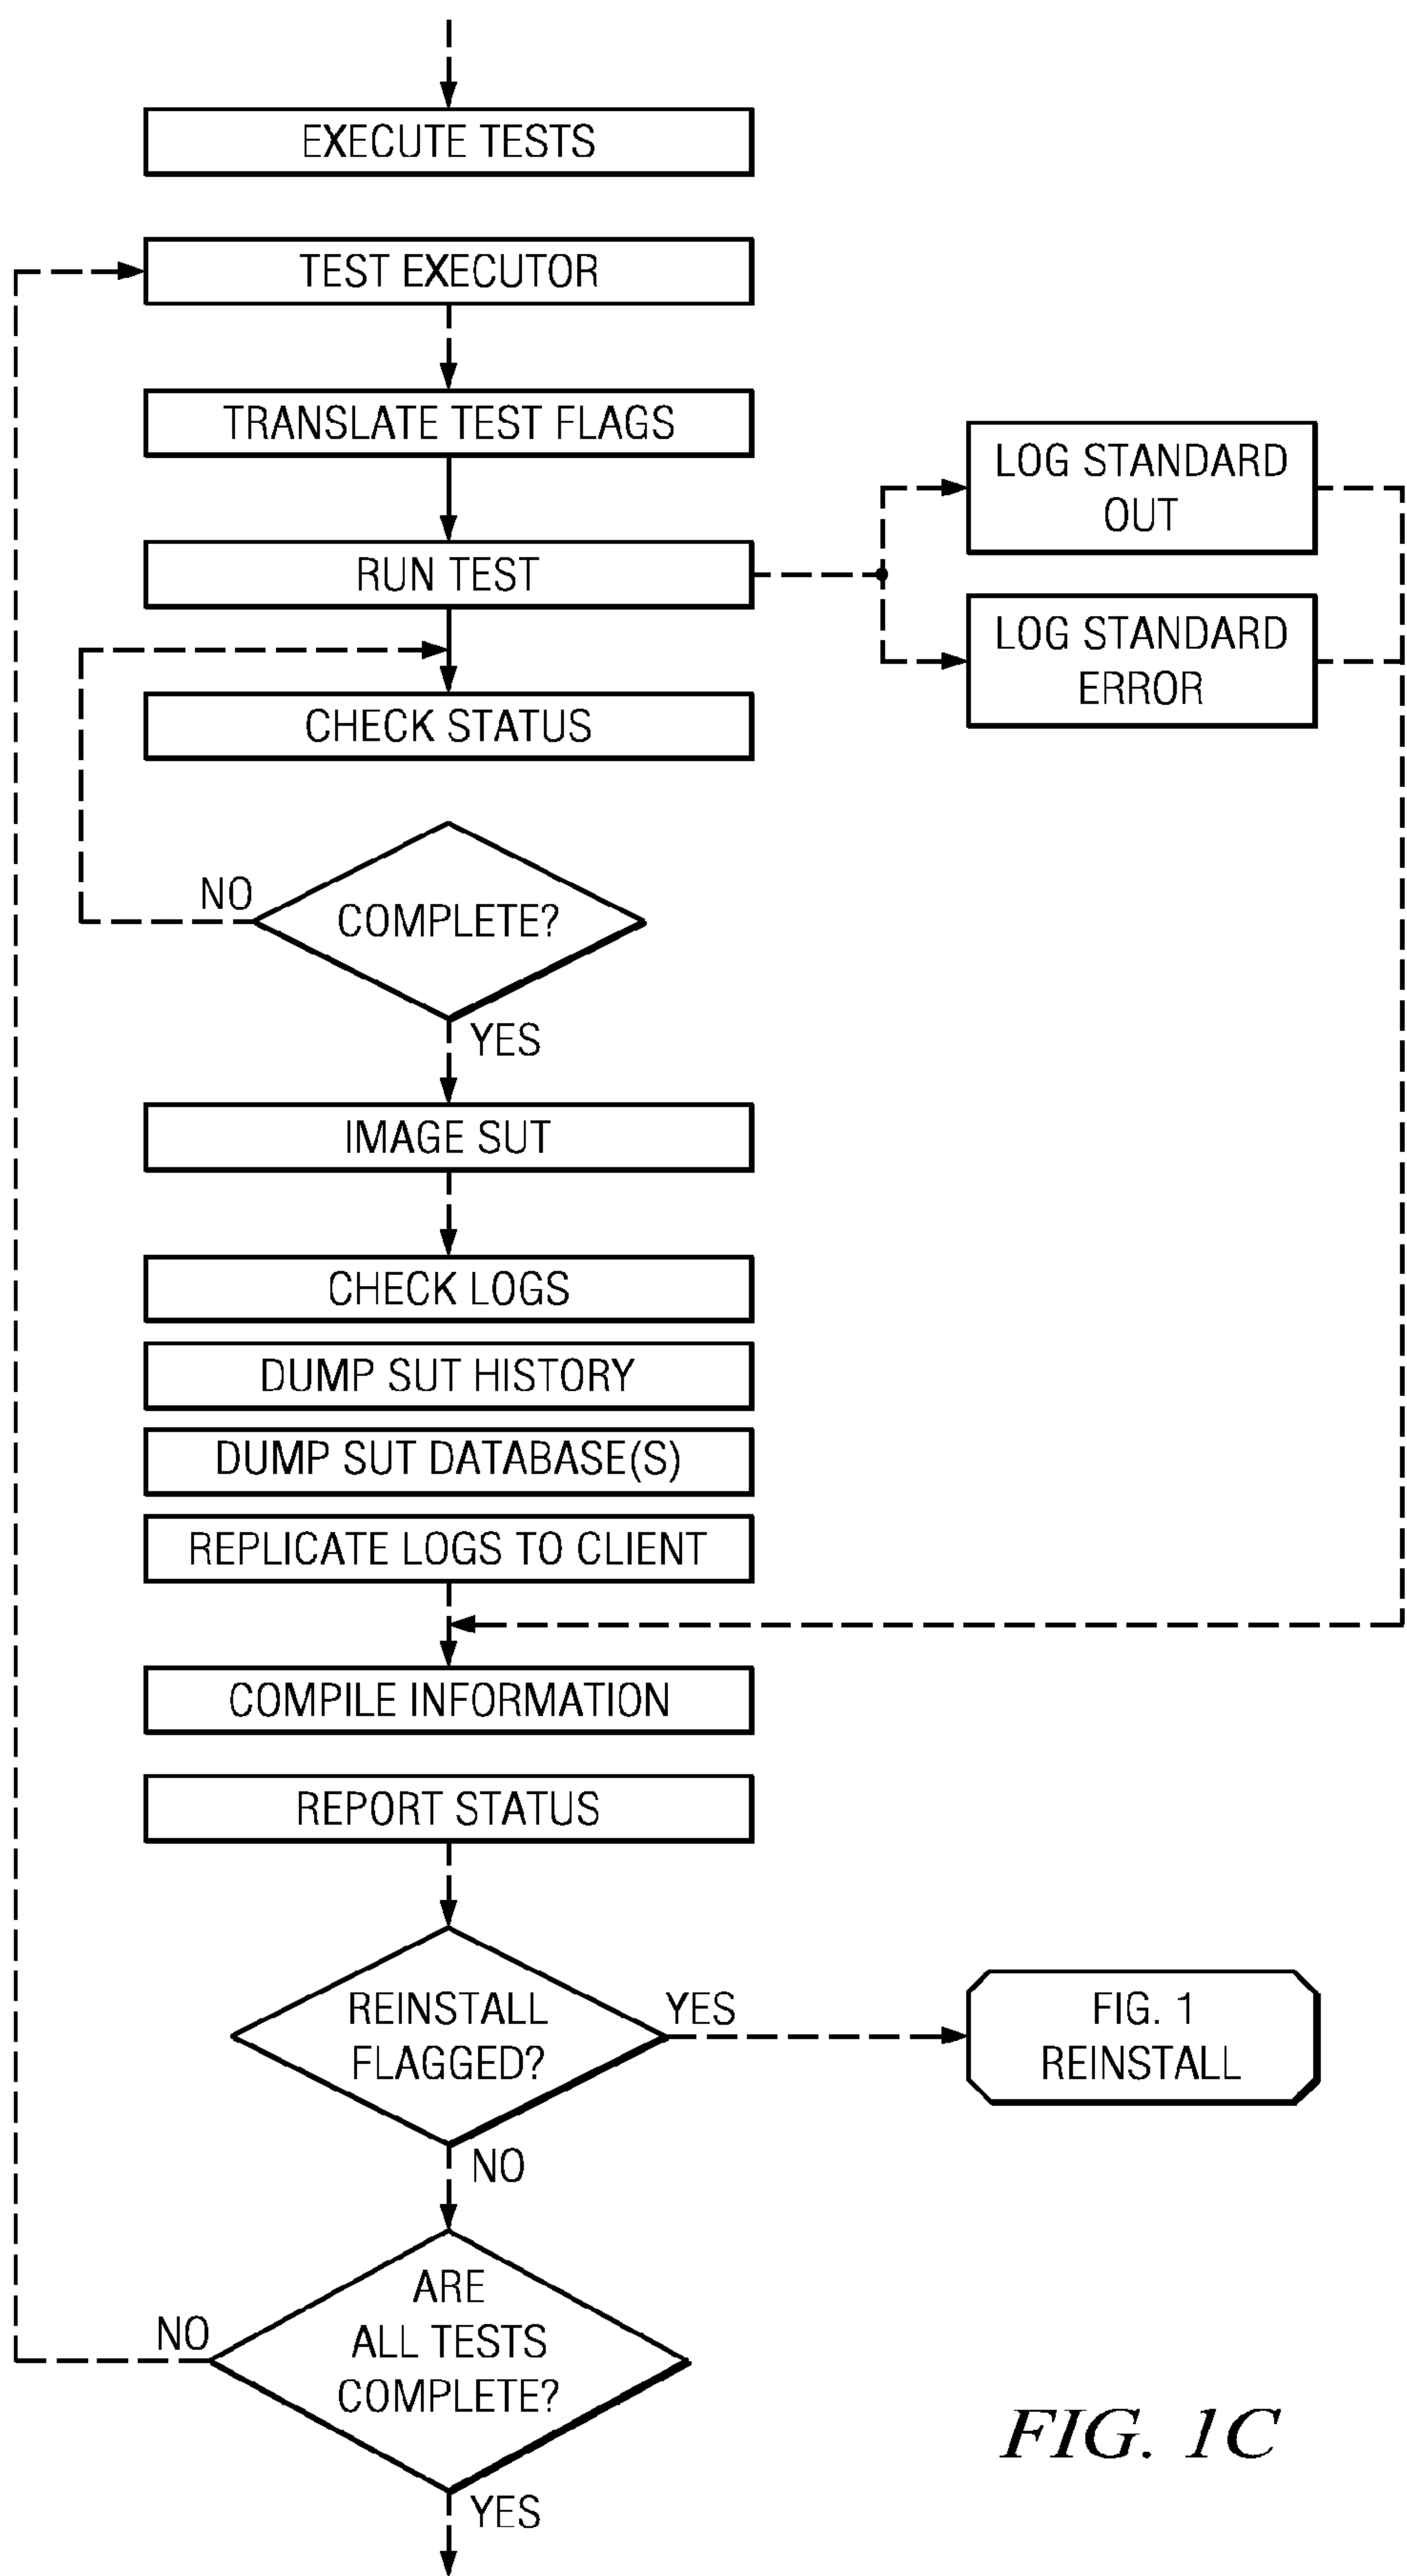 EXECUTE TESTS
TEST EXECUTOR
TRANSLATE TEST FLAGS
LOG STANDARD
OUT
RUN TEST
LOG STANDARD
ERROR
CHECK STATUS
NO
COMPLETE?
YES
IMAGE SUT
CHECK LOGS
DUMP SUT HISTORY
DUMP SUT DATABASE(S)
REPLICATE LOGS TO CLIENT
COMPILE INFORMATION
REPORT STATUS
REINSTALL
FLAGGED?
YES
FIG. 1
REINSTALL
NO
ARE
ALL TESTS
COMPLETE?
NO
YES
FIG. 1C